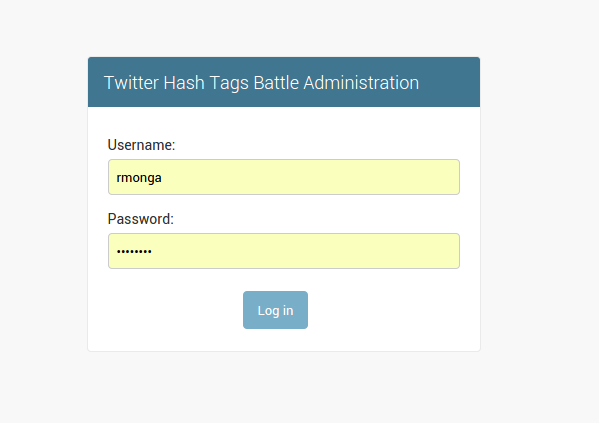 Twitter Hash Tags Battle Administration
Username:
rmonga
Password:
••••••••
Log in